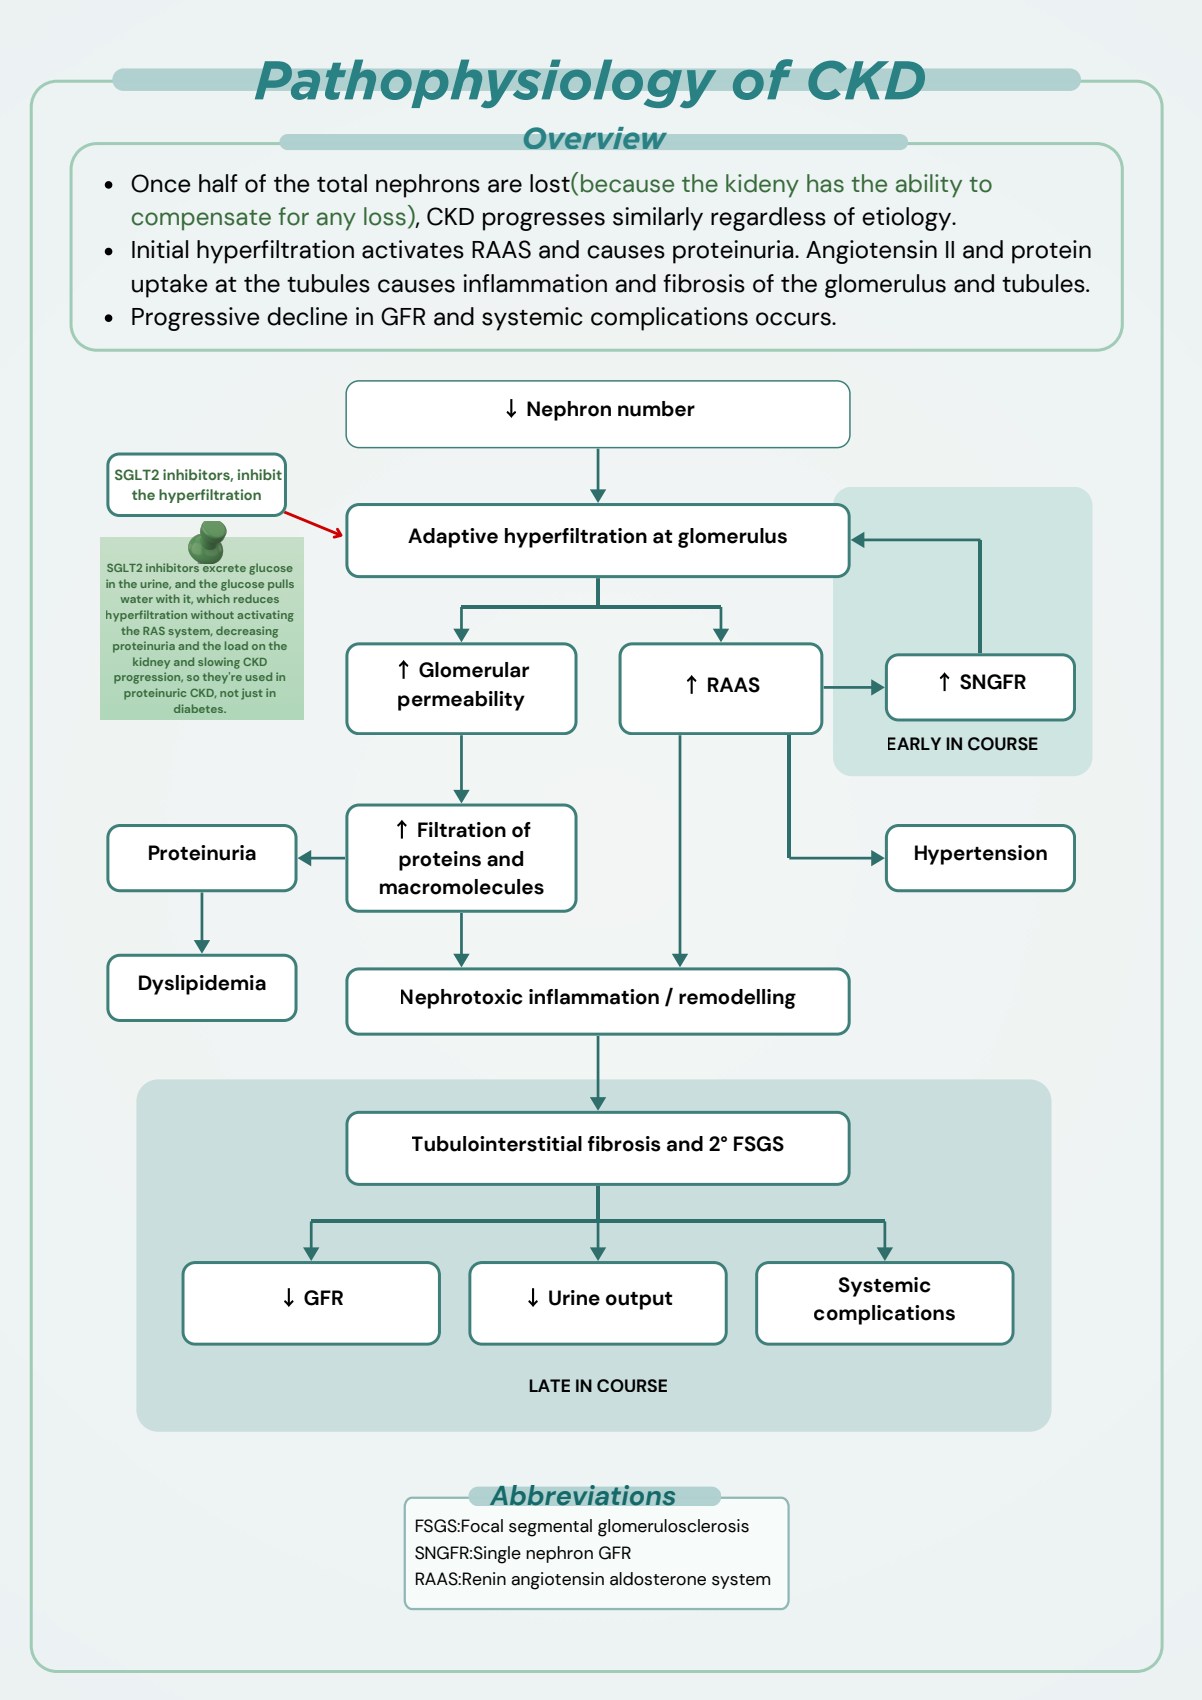 Pathophysiology of CKD
Overview
• Once half of the total nephrons are lost(because the kideny has the ability to
compensate for any loss), CKD progresses similarly regardless of etiology.
• Initial hyperfiltration activates RAAS and causes proteinuria. Angiotensin II and protein
uptake at the tubules causes inflammation and fibrosis of the glomerulus and tubules.
• Progressive decline in GFR and systemic complications occurs.
↓ Nephron number
SGLT2 inhibitors, inhibit
the hyperfiltration
Adaptive hyperfiltration at glomerulus
SGLT2 inhibitors excrete glucose
in the urine, and the glucose pulls
water with it, which reduces
hyperfiltration without activating
the RAS system, decreasing
proteinuria and the load on the
kidney and slowing CKD
progression, so they're used in
proteinuric CKD, not just in
diabetes.
↑ Glomerular
permeability
↑ RAAS
↑ SNGFR
EARLY IN COURSE
Proteinuria
↑ Filtration of
proteins and
macromolecules
Hypertension
Dyslipidemia
Nephrotoxic inflammation / remodelling
Tubulointerstitial fibrosis and 2° FSGS
↓ GFR
↓ Urine output
Systemic
complications
LATE IN COURSE
Abbreviations
FSGS:Focal segmental glomerulosclerosis
SNGFR:Single nephron GFR
RAAS:Renin angiotensin aldosterone system